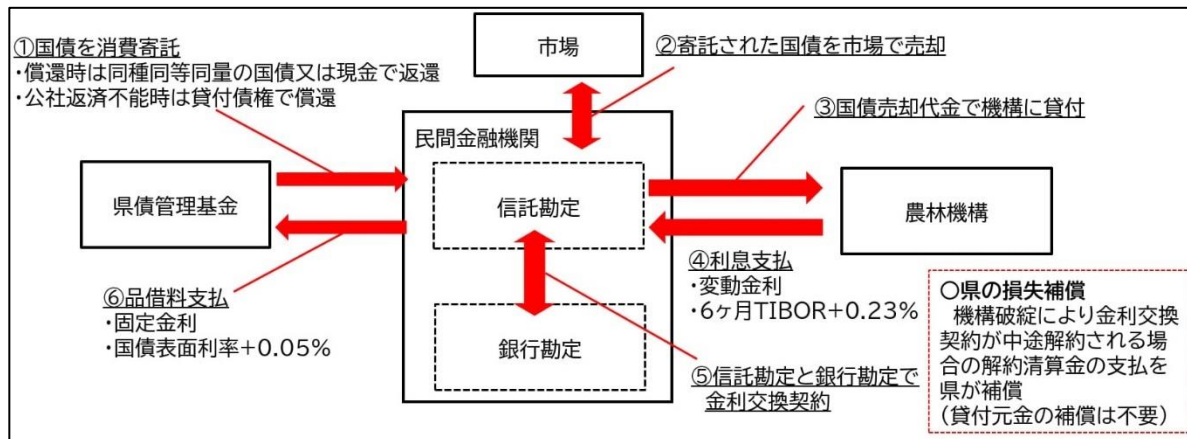 ①国債を消費寄託
・償還時は同種同等同量の国債又は現金で返還
・公社返済不能時は貸付債権で償還
市場
②寄託された国債を市場で売却
③国債売却代金で機構に貸付
民間金融機関
県債管理基金
信託勘定
農林機構
④利息支払
・変動金利
・6ヶ月TIBOR+0.23%
⑥品借料支払
・固定金利
・国債表面利率+0.05%
銀行勘定
⑤信託勘定と銀行勘定で
金利交換契約
〇県の損失補償
機構破綻により金利交換
契約が中途解約される場
合の解約清算金の支払を
県が補償
(貸付元金の補償は不要)